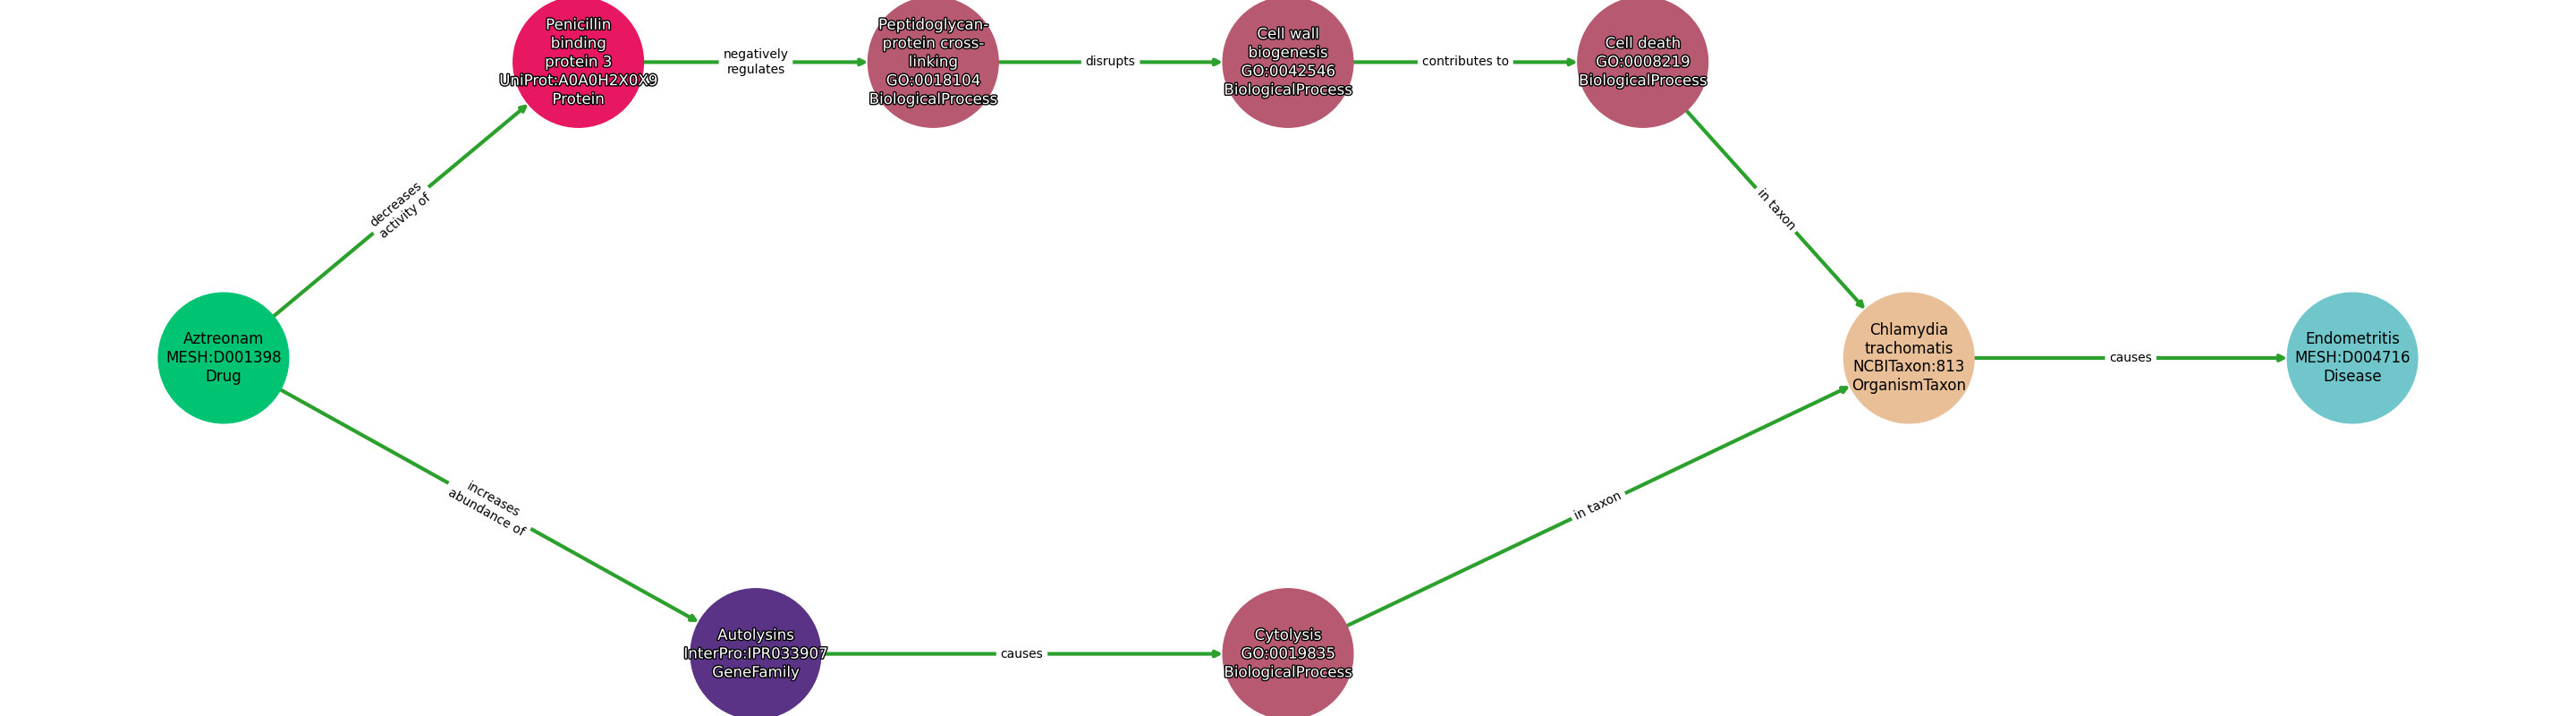 Penicillin
binding
protein 3
UniProt:A0A0H2X0X9
Protein
negatively
regulates
Peptidoglycan-
protein cross-
linking
GO:0018104
BiologicalProcess
disrupts
Cell wall
biogenesis
GO:0042546
BiologicalProcess
contributes to
Cell death
GO:0008219
BiologicalProcess
decreases
activity of
in taxon
Aztreonam
MESH:D001398
Drug
Chlamydia
trachomatis
NCBITaxon:813
OrganismTaxon
causes
Endometritis
MESH:D004716
Disease
increases
abundance of
in taxon
Autolysins
InterPro:IPR033907
GeneFamily
causes
Cytolysis
GO:0019835
BiologicalProcess